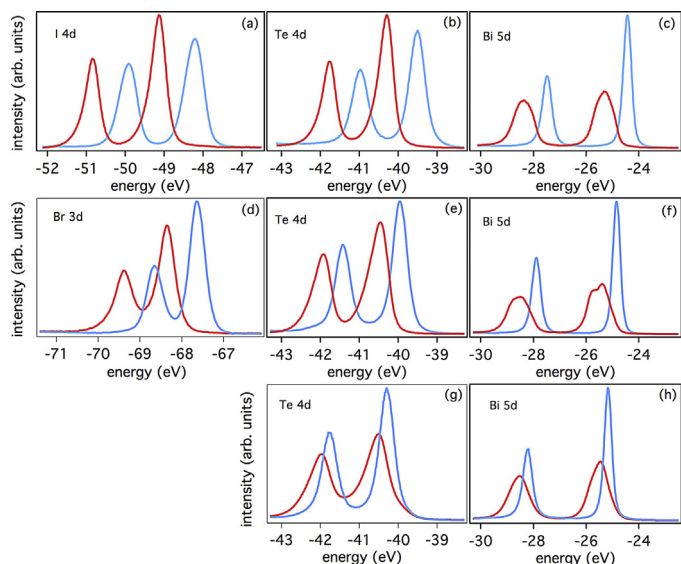 (a)
I 4d
intensity (arb. units)
-52 -51 -50 -49 -48 -47
energy (eV)
(b)
Te 4d
-43 -42 -41 -40 -39
energy (eV)
(c)
Bi 5d
-30 -28 -26 -24
energy (eV)
(d)
Br 3d
intensity (arb. units)
-71 -70 -69 -68 -67
energy (eV)
(e)
Te 4d
-43 -42 -41 -40 -39
energy (eV)
(f)
Bi 5d
-30 -28 -26 -24
energy (eV)
(g)
Te 4d
intensity (arb. units)
-43 -42 -41 -40 -39
energy (eV)
(h)
Bi 5d
-30 -28 -26 -24
energy (eV)